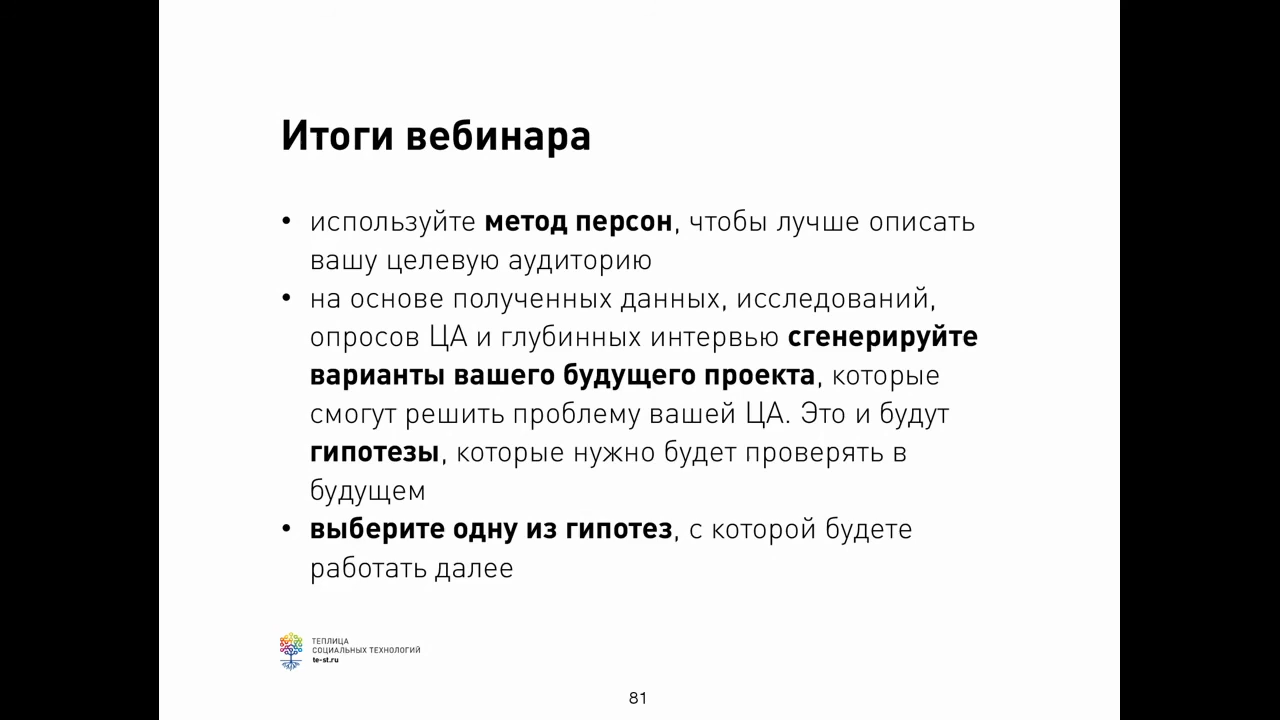 Итоги вебинара
• используйте метод персон, чтобы лучше описать
вашу целевую аудиторию
• на основе полученных данных, исследований,
опросов ЦА и глубинных интервью сгенерируйте
варианты вашего будущего проекта, которые
смогут решить проблему вашей ЦА. Это и будут
гипотезы, которые нужно будет проверять в
будущем
• выберите одну из гипотез, с которой будете
работать далее
ТЕПЛИЦА
СОЦИАЛЬНЫХ ТЕХНОЛОГИЙ
te-st.ru
81